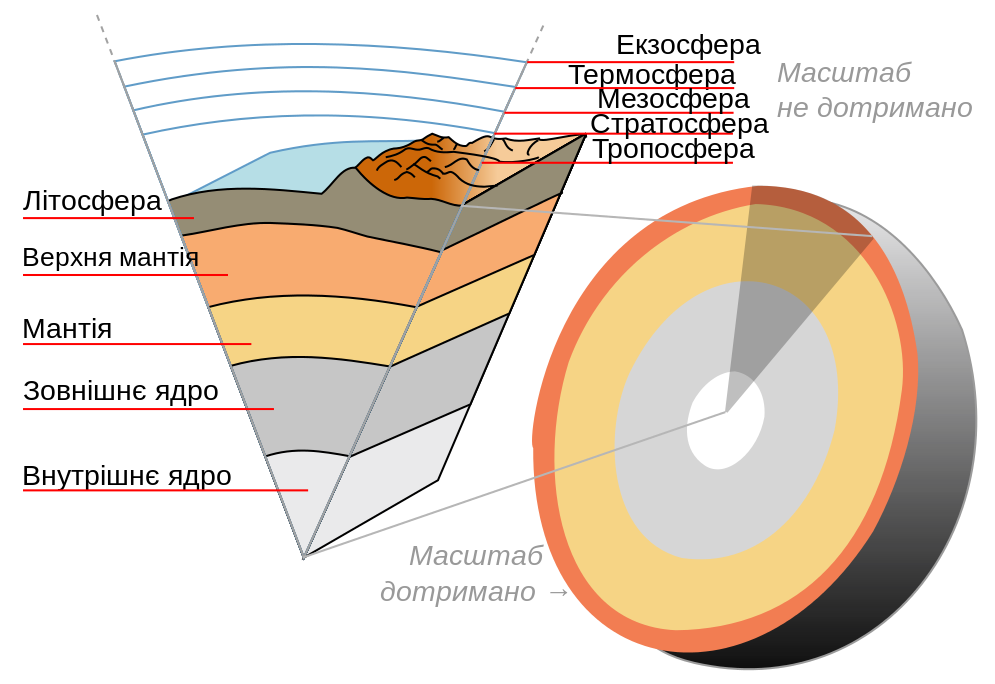 Екзосфера
Термосфера
Мезосфера
Стратосфера
Тропосфера
Масштаб
не дотримано
Літосфера
Верхня мантія
Мантія
Зовнішнє ядро
Внутрішнє ядро
Масштаб
дотримано →